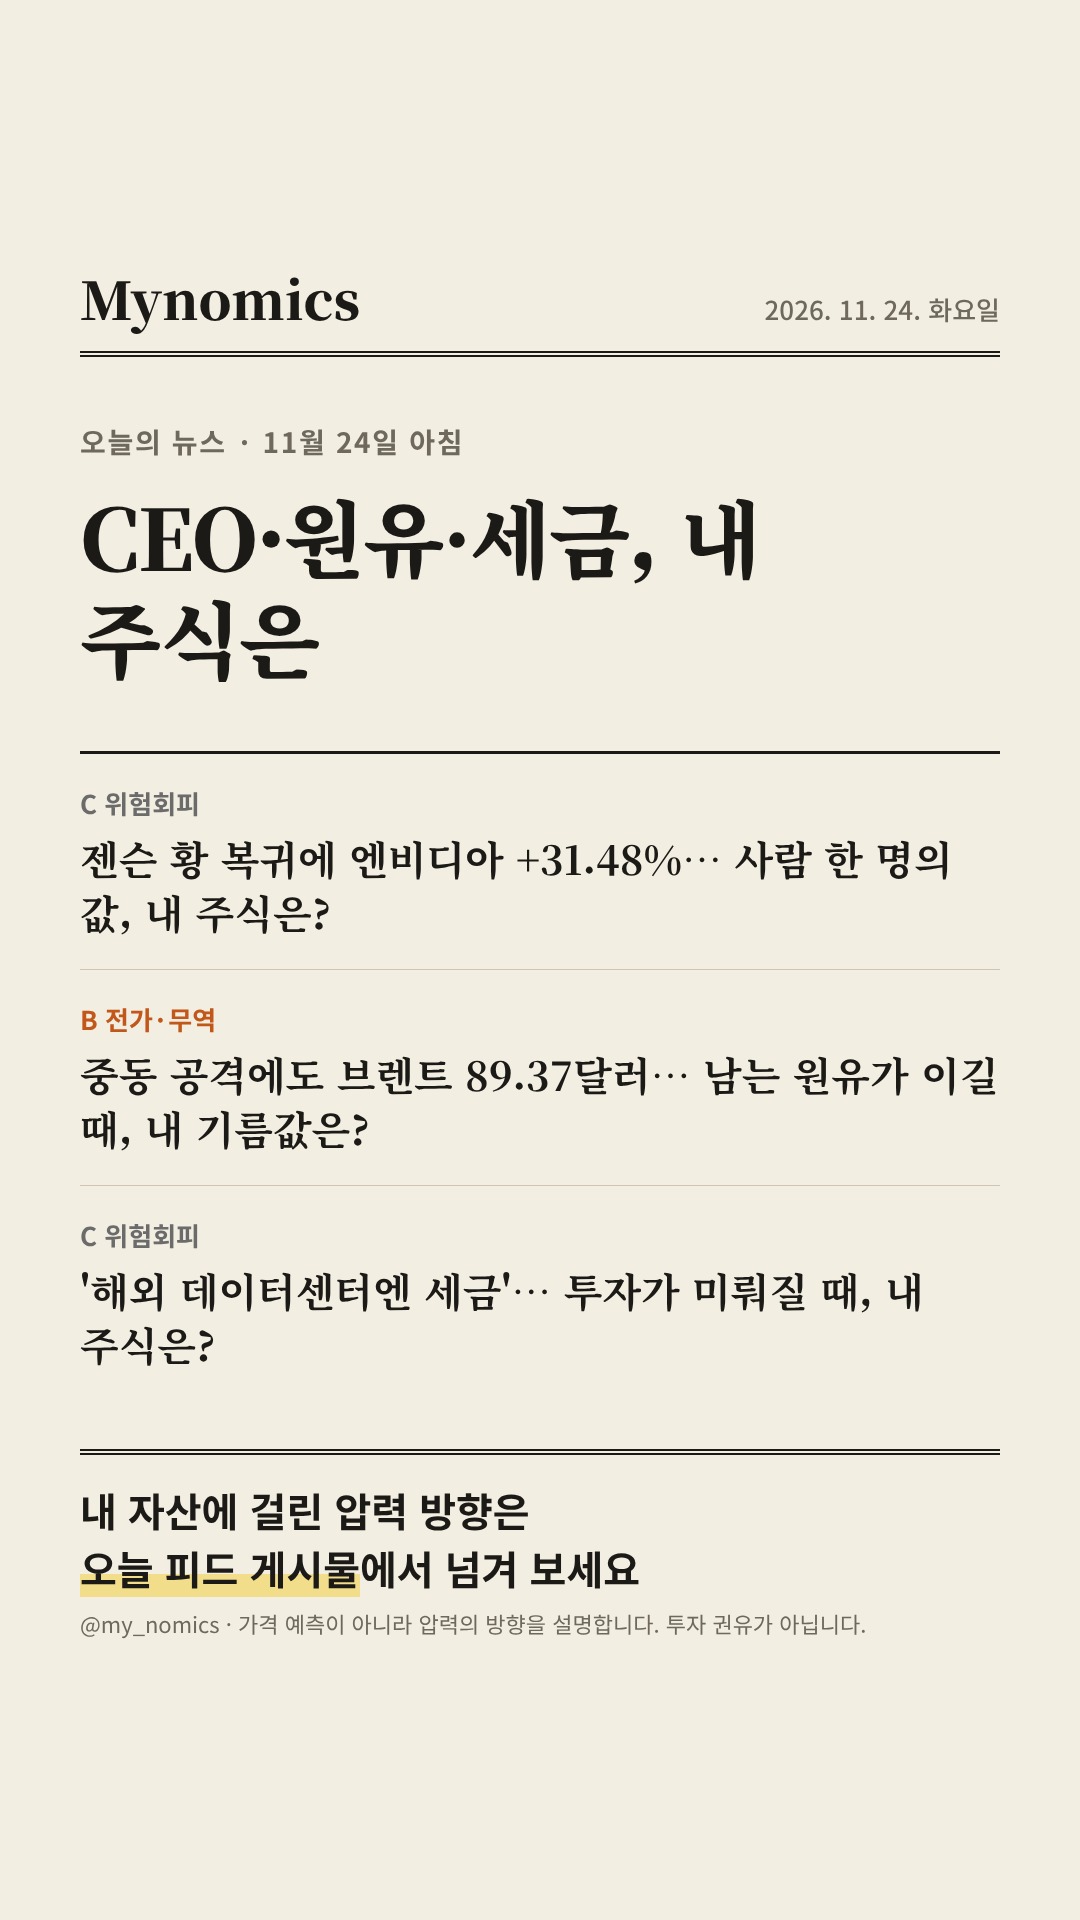 Mynomics
2026. 11. 24. 화요일
오늘의 뉴스 · 11월 24일 아침
CEO·원유·세금, 내
주식은
C 위험회피
젠슨 황 복귀에 엔비디아 +31.48%… 사람 한 명의
값, 내 주식은?
B 전가·무역
중동 공격에도 브렌트 89.37달러… 남는 원유가 이길
때, 내 기름값은?
C 위험회피
'해외 데이터센터엔 세금'… 투자가 미뤄질 때, 내
주식은?
내 자산에 걸린 압력 방향은
오늘 피드 게시물에서 넘겨 보세요
@my_nomics · 가격 예측이 아니라 압력의 방향을 설명합니다. 투자 권유가 아닙니다.